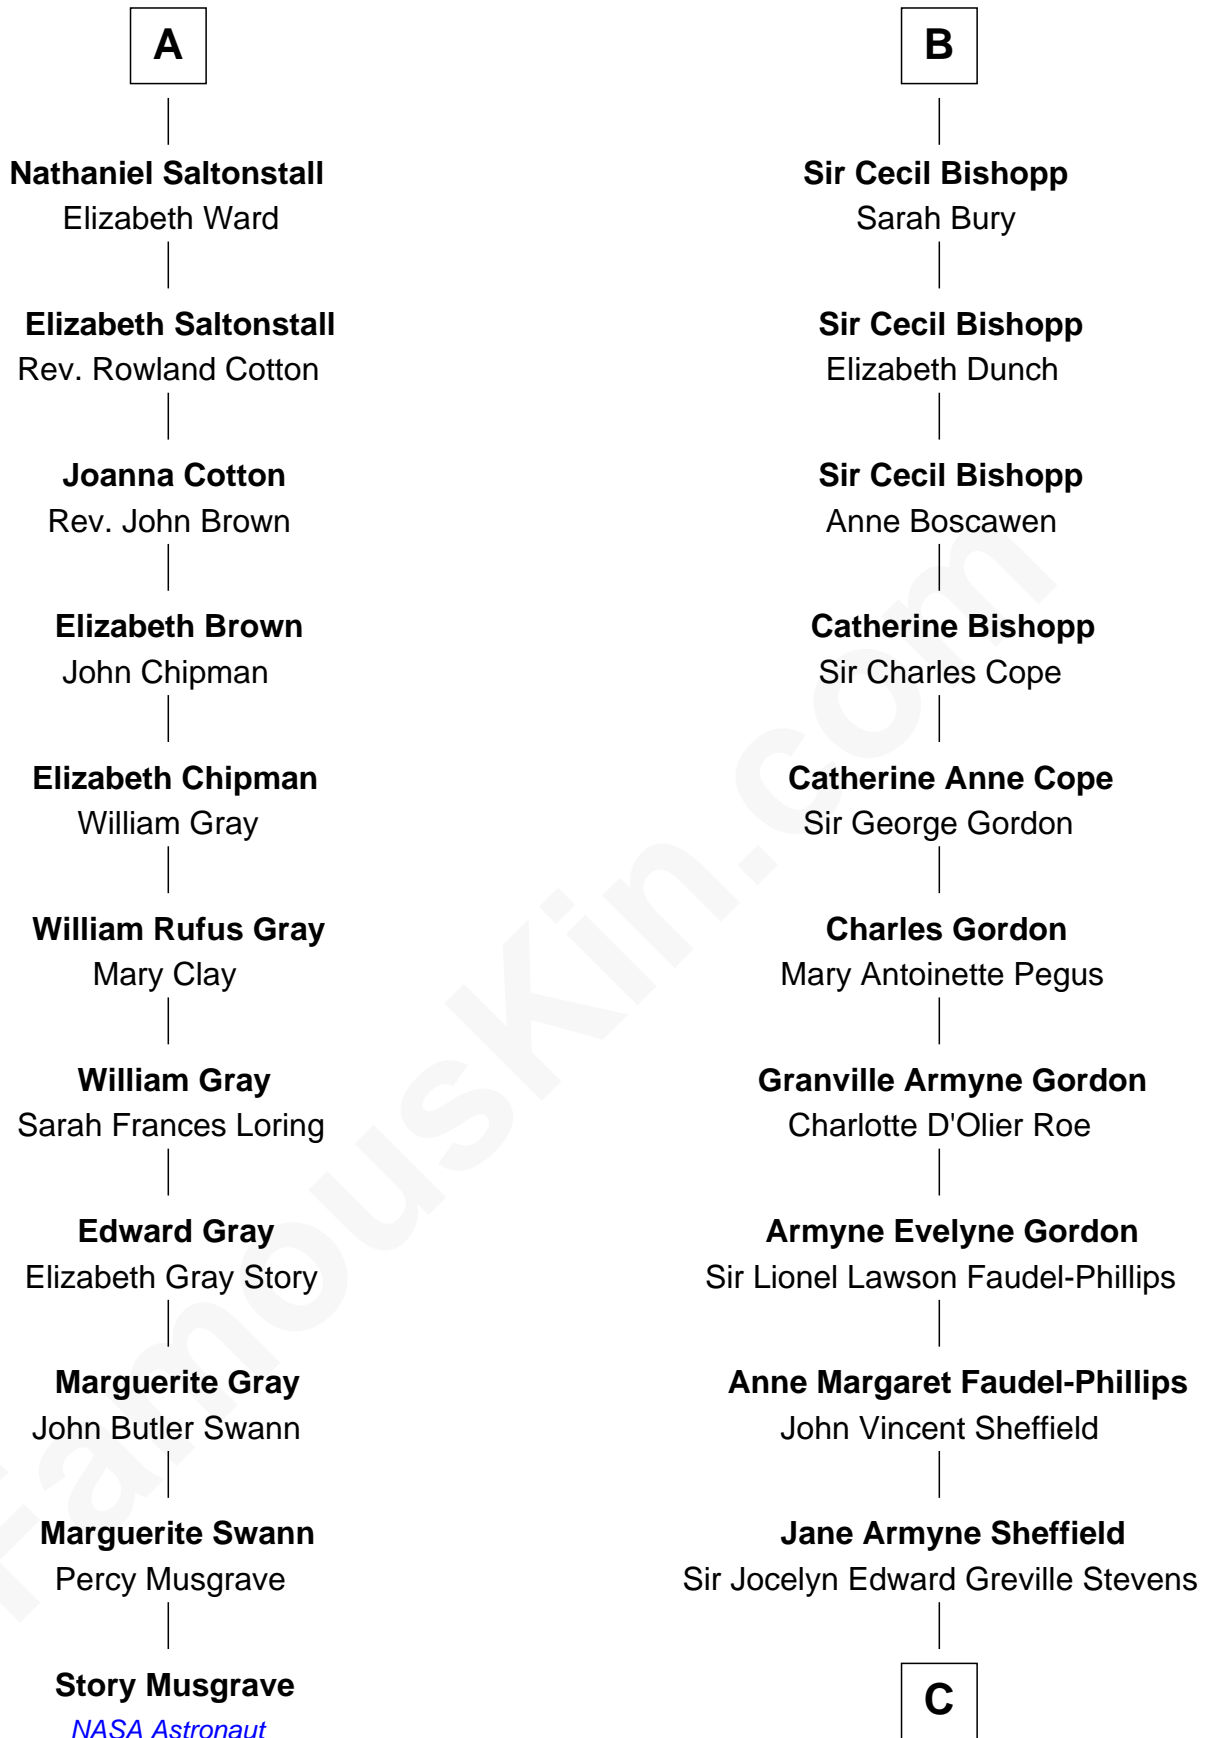 A
Nathaniel Saltonstall
Elizabeth Ward
Elizabeth Saltonstall
Rev. Rowland Cotton
Joanna Cotton
Rev. John Brown
Elizabeth Brown
John Chipman
Elizabeth Chipman
William Gray
William Rufus Gray
Mary Clay
William Gray
Sarah Frances Loring
Edward Gray
Elizabeth Gray Story
Marguerite Gray
John Butler Swann
Marguerite Swann
Percy Musgrave
Story Musgrave
NASA Astronaut
B
Sir Cecil Bishopp
Sarah Bury
Sir Cecil Bishopp
Elizabeth Dunch
Sir Cecil Bishopp
Anne Boscawen
Catherine Bishopp
Sir Charles Cope
Catherine Anne Cope
Sir George Gordon
Charles Gordon
Mary Antoinette Pegus
Granville Armyne Gordon
Charlotte D'Olier Roe
Armyne Evelyne Gordon
Sir Lionel Lawson Faudel-Phillips
Anne Margaret Faudel-Phillips
John Vincent Sheffield
Jane Armyne Sheffield
Sir Jocelyn Edward Greville Stevens
C
FamousKin.com